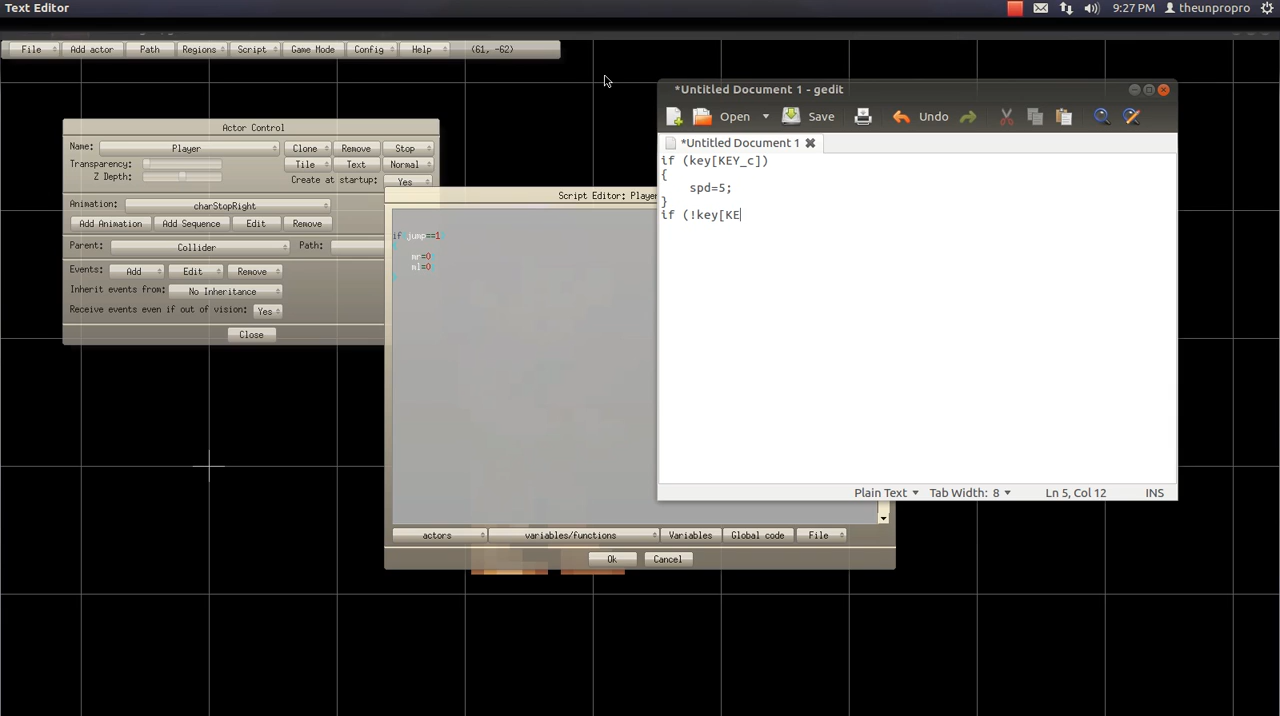 Text Editor
9:27 PM theunpropro
File Add actor Path Regions Script Game Mode Config Help (61, -62)
Actor Control
Name: Player Clone Remove Stop
Transparency: Tile Text Normal
Z Depth: Create at startup: Yes
Animation: charStopRight
Add Animation Add Sequence Edit Remove
Parent: Collider Path:
Events: Add Edit Remove
Inherit events from: No Inheritance
Receive events even if out of vision: Yes
Close
Script Editor: Player
if jump==1
mr=0
ml=0
actors variables/functions Variables Global code File
Ok Cancel
*Untitled Document 1 - gedit
Open Save Undo
*Untitled Document 1
if (key[KEY_c])
{
spd=5;
}
if (!key[KE
Plain Text Tab Width: 8 Ln 5, Col 12 INS